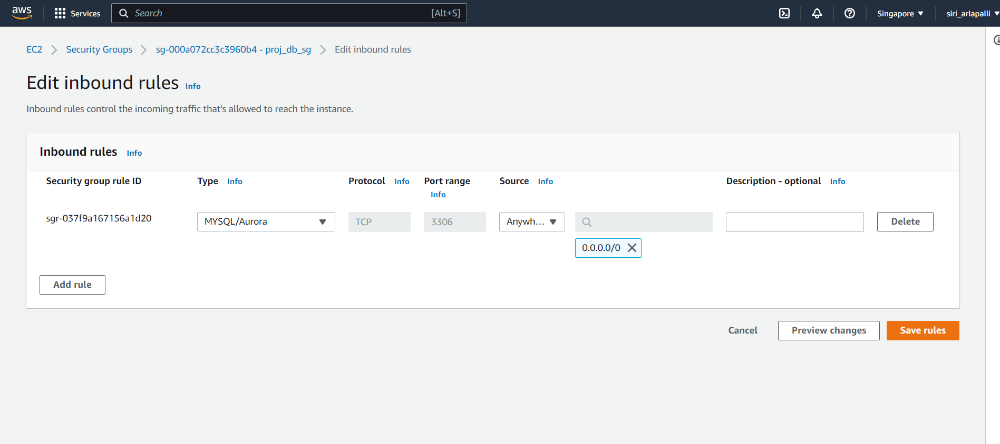 aws Services Search [Alt+S] Singapore siri_arlapalli
EC2 Security Groups sg-000a072cc3c3960b4 - proj_db_sg Edit inbound rules
Edit inbound rules Info
Inbound rules control the incoming traffic that's allowed to reach the instance.
Inbound rules Info
Security group rule ID Type Info Protocol Info Port range Source Info Description - optional Info
Info
sgr-037f9a167156a1d20 MYSQL/Aurora TCP 3306 Anywh... Delete
0.0.0.0/0
Add rule
Cancel Preview changes Save rules